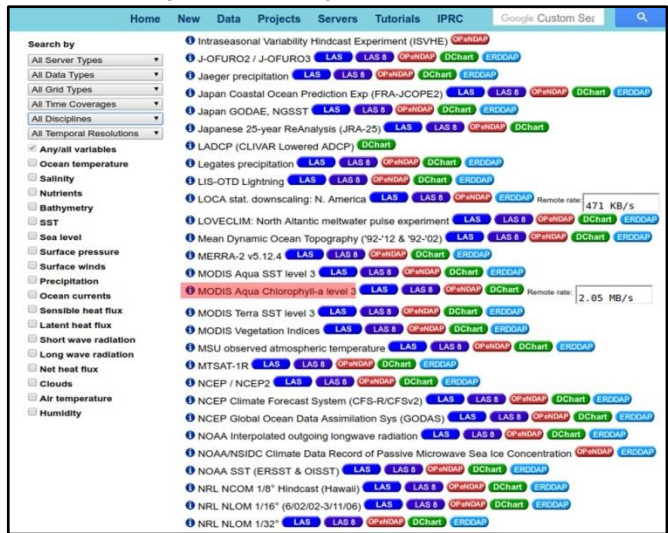 Home New Data Projects Servers Tutorials IPRC Google Custom Sea
Search by
All Server Types
All Data Types
All Grid Types
All Time Coverages
All Disciplines
All Temporal Resolutions
Any/all variables
Ocean temperature
Salinity
Nutrients
Bathymetry
SST
Sea level
Surface pressure
Surface winds
Precipitation
Ocean currents
Sensible heat flux
Latent heat flux
Short wave radiation
Long wave radiation
Net heat flux
Clouds
Air temperature
Humidity
Intraseasonal Variability Hindcast Experiment (ISVHE) OPeNDAP
J-OFURO2 / J-OFURO3 LAS LAS 8 OPeNDAP DChart ERDDAP
Jaeger precipitation LAS LAS 8 OPeNDAP DChart ERDDAP
Japan Coastal Ocean Prediction Exp (FRA-JCOPE2) LAS LAS 8 OPeNDAP DChart ERDDAP
Japan GODAE, NGSST LAS LAS 8 OPeNDAP DChart ERDDAP
Japanese 25-year ReAnalysis (JRA-25) LAS LAS 8 OPeNDAP DChart ERDDAP
LADCP (CLIVAR Lowered ADCP) DChart
Legates precipitation LAS LAS 8 OPeNDAP DChart ERDDAP
LIS-OTD Lightning LAS LAS 8 OPeNDAP DChart ERDDAP
LOCA stat. downscaling: N. America LAS LAS 8 OPeNDAP ERDDAP Remote rate: 471 KB/s
LOVECLIM: North Altantic meltwater pulse experiment LAS LAS 8 OPeNDAP DChart ERDDAP
Mean Dynamic Ocean Topography ('92-'12 & '92-'02) LAS LAS 8 OPeNDAP DChart ERDDAP
MERRA-2 v5.12.4 LAS LAS 8 OPeNDAP DChart ERDDAP
MODIS Aqua SST level 3 LAS LAS 8 OPeNDAP DChart ERDDAP
MODIS Aqua Chlorophyll-a level 3 LAS LAS 8 OPeNDAP DChart Remote rate: 2.05 MB/s
MODIS Terra SST level 3 LAS LAS 8 OPeNDAP DChart ERDDAP
MODIS Vegetation Indices LAS LAS 8 OPeNDAP DChart ERDDAP
MSU observed atmospheric temperature LAS LAS 8 OPeNDAP DChart ERDDAP
MTSAT-1R LAS LAS 8 OPeNDAP DChart ERDDAP
NCEP / NCEP2 LAS LAS 8 OPeNDAP DChart ERDDAP
NCEP Climate Forecast System (CFS-R/CFSv2) LAS LAS 8 OPeNDAP DChart ERDDAP
NCEP Global Ocean Data Assimilation Sys (GODAS) LAS LAS 8 OPeNDAP DChart ERDDAP
NOAA Interpolated outgoing longwave radiation LAS LAS 8 OPeNDAP DChart ERDDAP
NOAA/NSIDC Climate Data Record of Passive Microwave Sea Ice Concentration OPeNDAP ERDDAP
NOAA SST (ERSST & OISST) LAS LAS 8 OPeNDAP DChart ERDDAP
NRL NCOM 1/8° Hindcast (Hawaii) LAS LAS 8 OPeNDAP DChart ERDDAP
NRL NLOM 1/16° (6/02/02-3/11/06) LAS LAS 8 OPeNDAP DChart ERDDAP
NRL NLOM 1/32° LAS LAS 8 OPeNDAP DChart ERDDAP